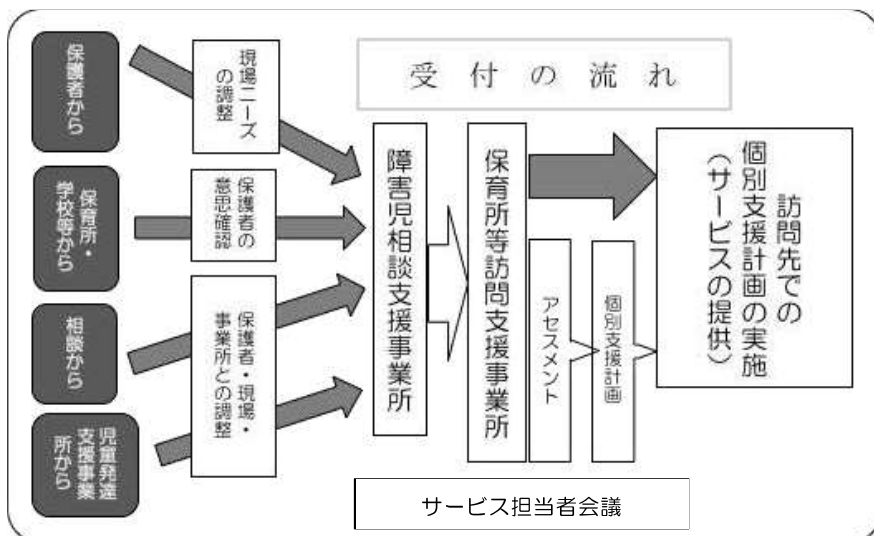 受付の流れ
保護者から
保育所・
学校等から
相談から
児童発達
支援事業
所から
現場ニーズ
の調整
保護者の
意思確認
保護者・現場・
事業所との調整
障害児相談支援事業所
保育所等訪問支援事業所
アセスメント
個別支援計画
訪問先での
個別支援計画の実施
(サービスの提供)
サービス担当者会議